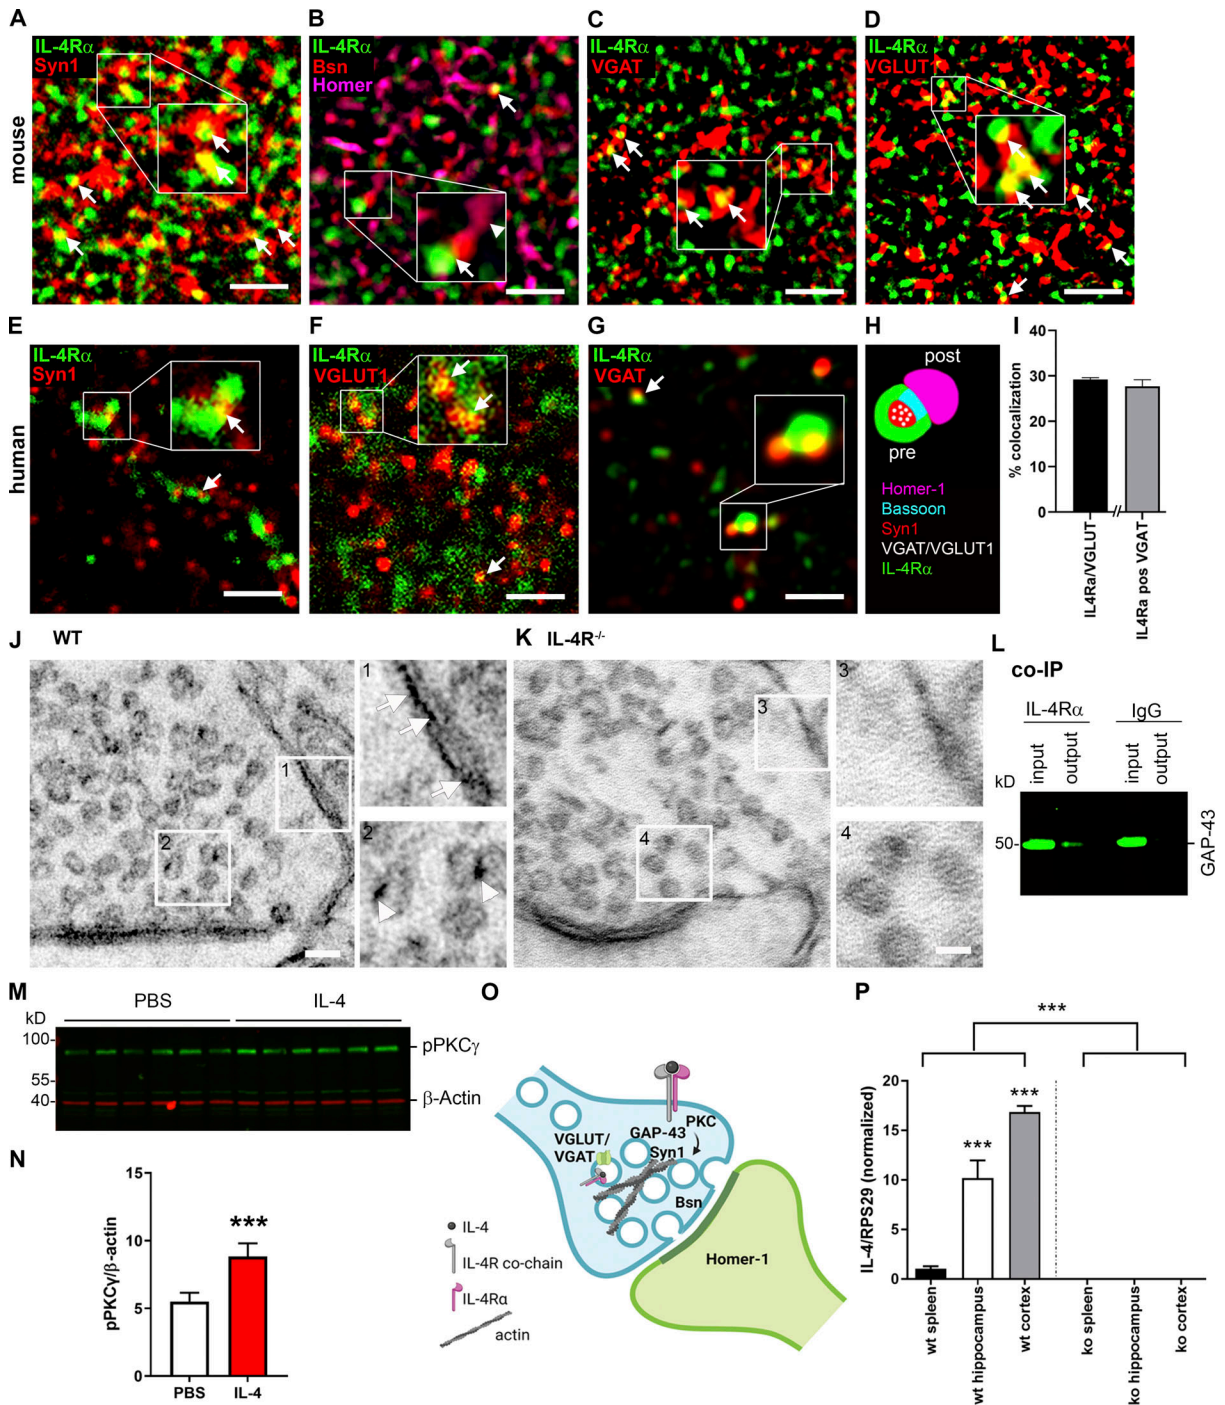 A
IL-4Rα
Syn1
B
IL-4Rα
Bsn
Homer
C
IL-4Rα
VGAT
D
IL-4Rα
VGLUT1
mouse
E
IL-4Rα
Syn1
F
IL-4Rα
VGLUT1
G
IL-4Rα
VGAT
H
post
pre
Homer-1
Bassoon
Syn1
VGAT/VGLUT1
IL-4Rα
human
I
% colocalization
40
30
20
10
0
IL4Ra/VGLUT
IL4Ra pos VGAT
J WT
1
2
1
2
K IL-4R-/-
3
4
3
4
L
co-IP
IL-4Rα IgG
input
output
input
output
kD
50-
GAP-43
M
PBS IL-4
kD
100
55
40
pPKCγ
β-Actin
N
pPKCγ/β-actin
15
10
5
0
***
PBS IL-4
O
VGLUT/
VGAT
GAP-43
PKC
Syn1
Bsn
Homer-1
IL-4
IL-4R co-chain
IL-4Rα
actin
P
***
IL-4/RPS29 (normalized)
20
15
10
5
0
***
***
wt spleen
wt hippocampus
wt cortex
ko spleen
ko hippocampus
ko cortex